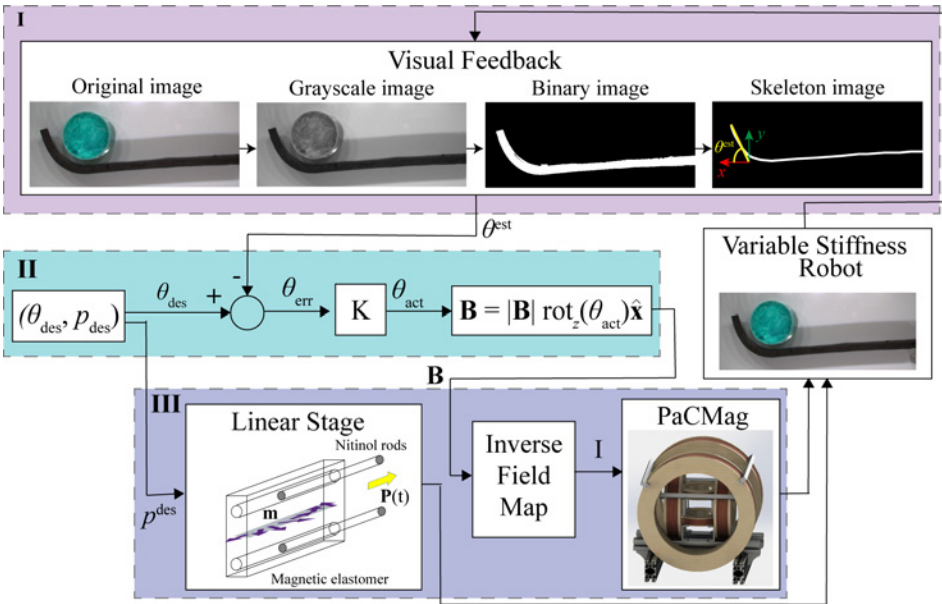 I
Visual Feedback
Original image
Grayscale image
Binary image
Skeleton image
θest
y
x
θest
II
(θdes, pdes)
θdes
+
-
θerr
K
θact
B = |B| rotz(θact)x̂
Variable Stiffness
Robot
B
III
Linear Stage
Nitinol rods
P(t)
m
Magnetic elastomer
pdes
Inverse
Field
Map
I
PaCMag